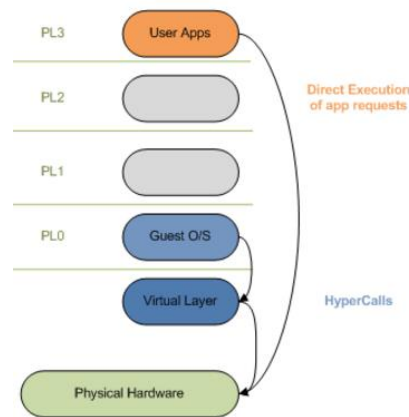 PL3
User Apps
PL2
Direct Execution
of app requests
PL1
PL0
Guest O/S
Virtual Layer
HyperCalls
Physical Hardware